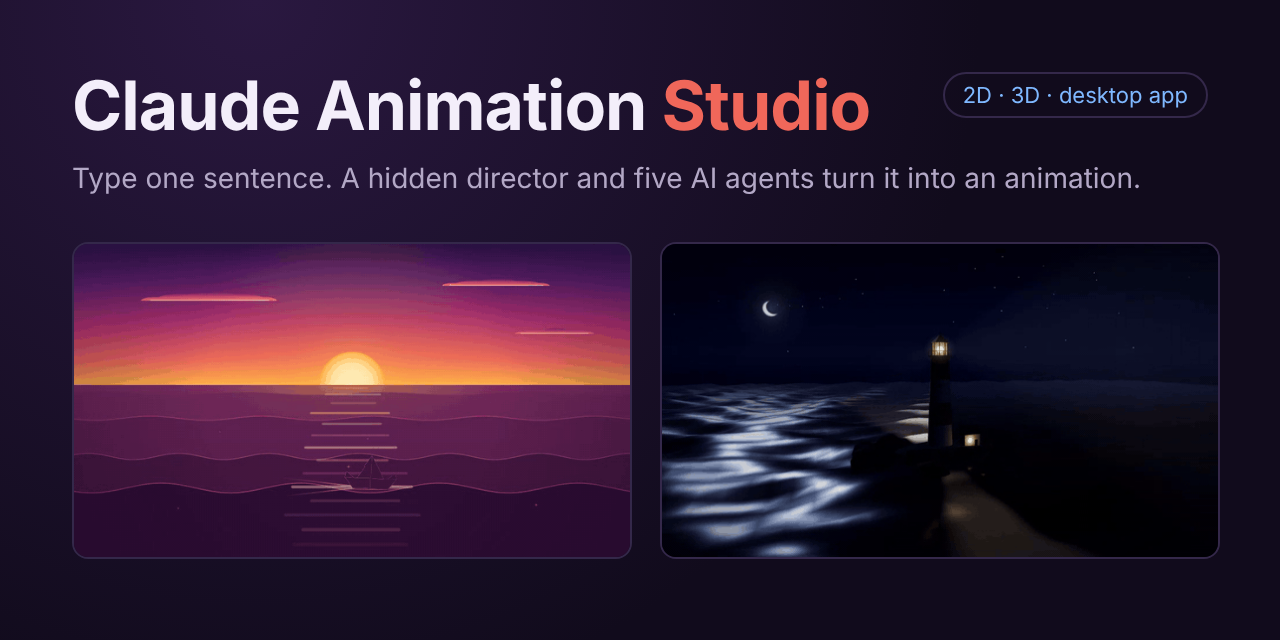 Claude Animation Studio
2D · 3D · desktop app
Type one sentence. A hidden director and five AI agents turn it into an animation.